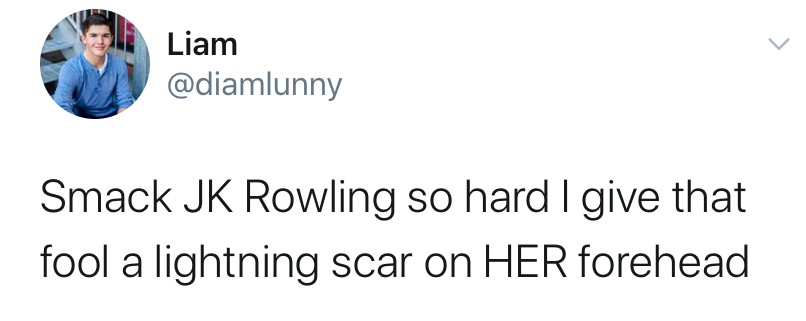 Liam
@diamlunny
Smack JK Rowling so hard I give that
fool a lightning scar on HER forehead